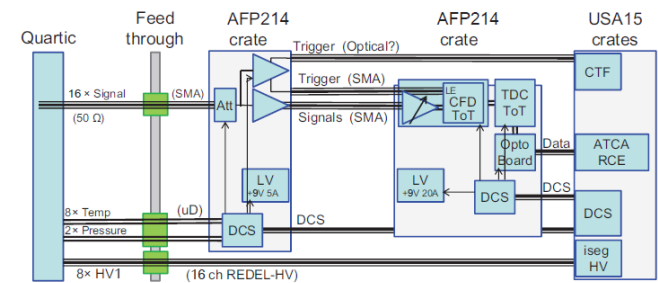 Quartic
Feed
through
AFP214
crate
AFP214
crate
USA15
crates
Trigger (Optical?)
16 × Signal
(SMA)
(50 Ω)
Att
Trigger (SMA)
Signals (SMA)
LE
CFD
ToT
TDC
ToT
CTF
Opto
Board
Data
ATCA
RCE
LV
+9V 5A
LV
+9V 20A
DCS
DCS
8× Temp
(uD)
2× Pressure
DCS
DCS
DCS
8× HV1
(16 ch REDEL-HV)
iseg
HV